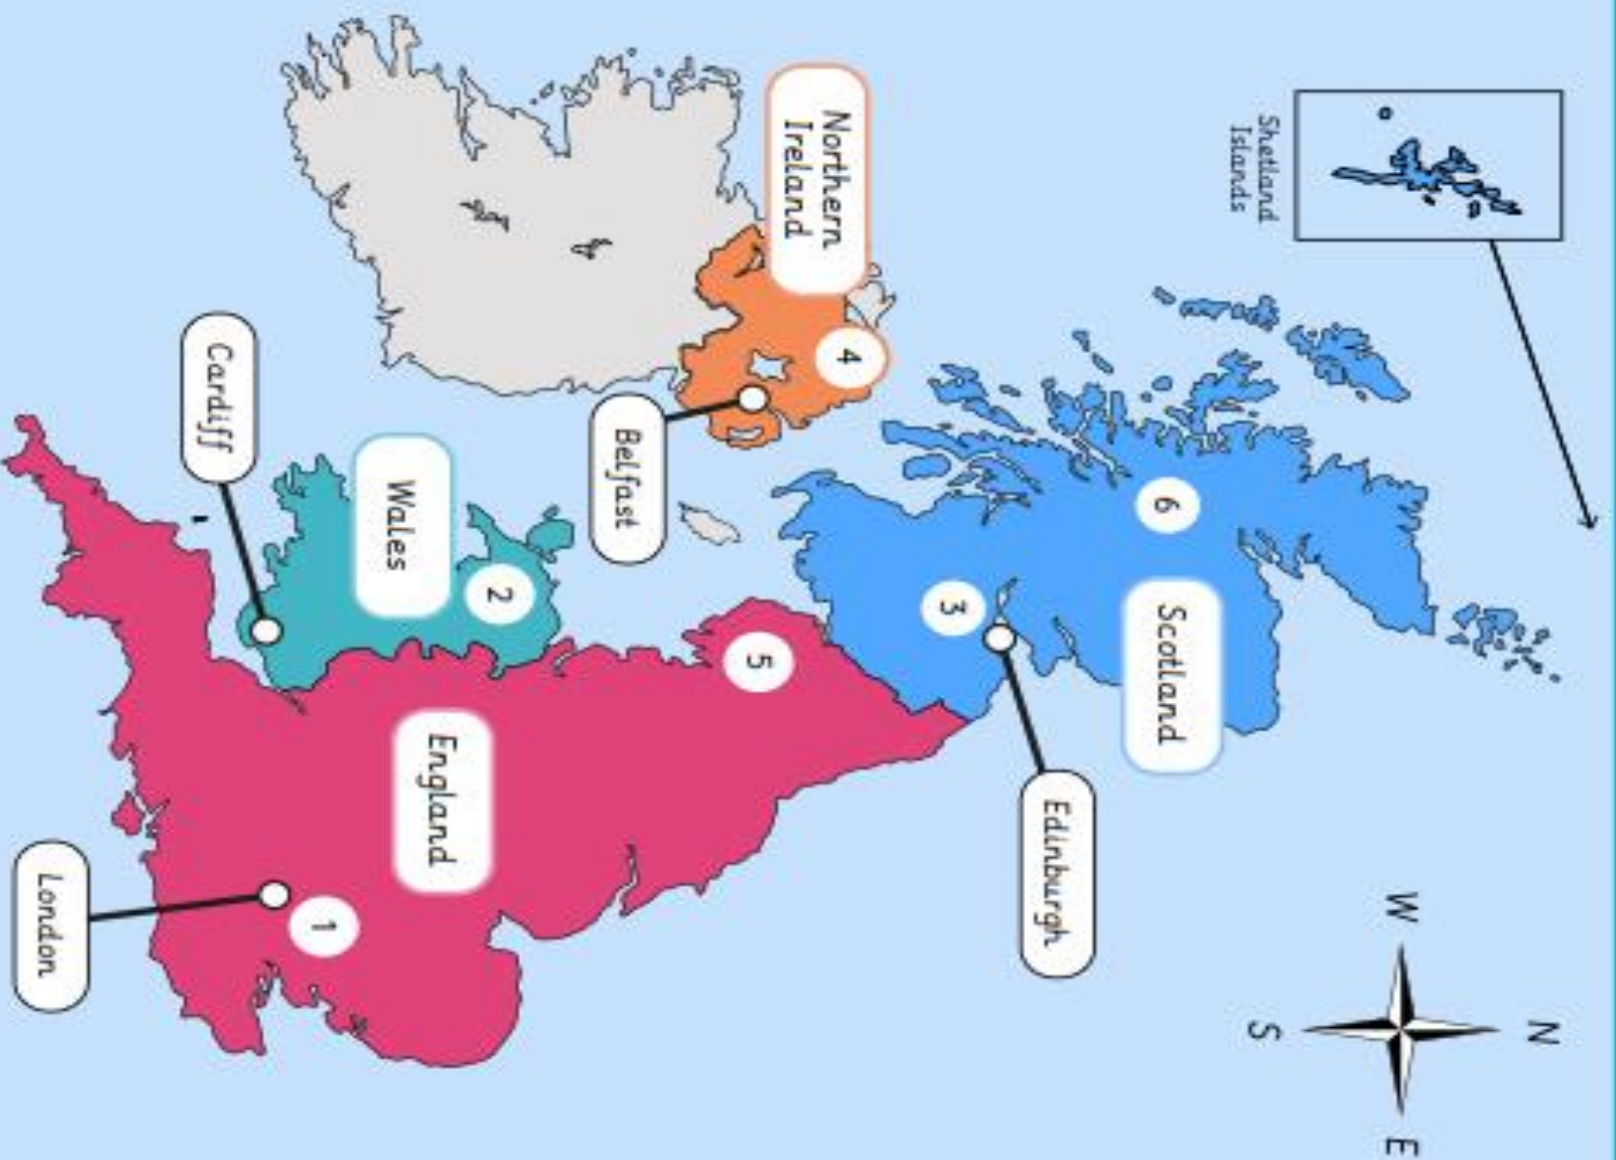 Shetland
Islands
W
N
S
E
6
Scotland
3
Edinburgh
Northern
Ireland
4
5
Belfast
2
Wales
England
1
Cardiff
London